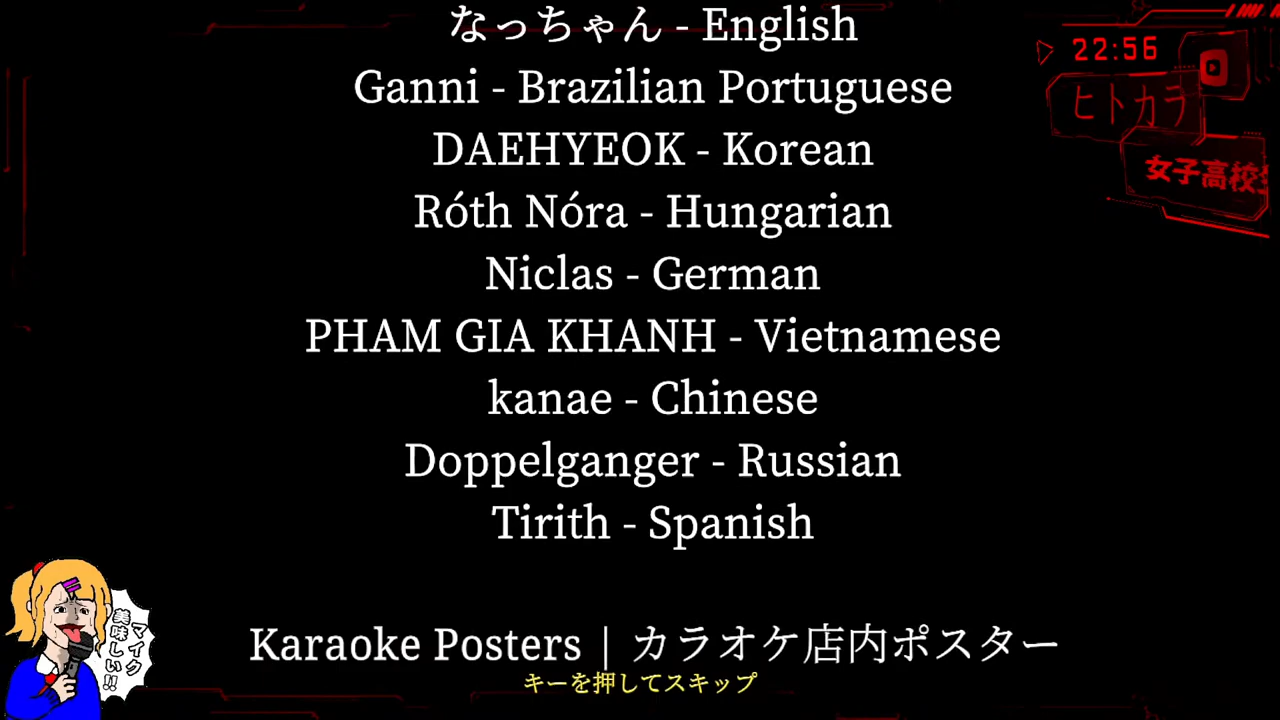 なっちゃん - English
Ganni - Brazilian Portuguese
DAEHYEOK - Korean
Róth Nóra - Hungarian
Niclas - German
PHAM GIA KHANH - Vietnamese
kanae - Chinese
Doppelganger - Russian
Tirith - Spanish
Karaoke Posters | カラオケ店内ポスター
キーを押してスキップ
22:56
ヒトカラ
女子高校
マイク
美味しい!!